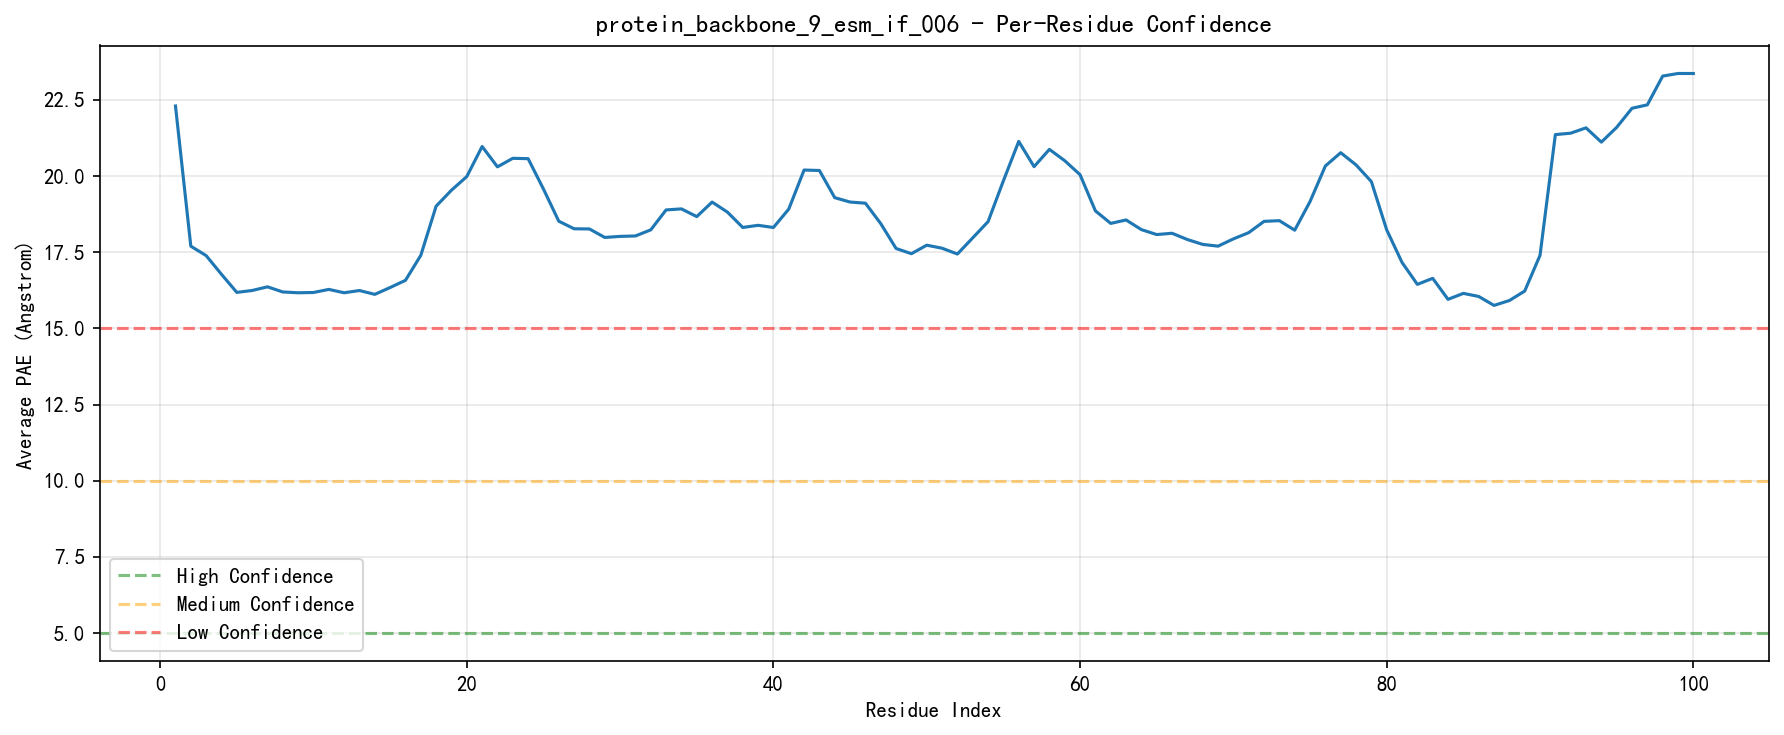 protein_backbone_9_esm_if_006 - Per-Residue Confidence
Average PAE (Angstrom)
22.5
20.0
17.5
15.0
12.5
10.0
7.5
5.0
High Confidence
Medium Confidence
Low Confidence
0 20 40 60 80 100
Residue Index